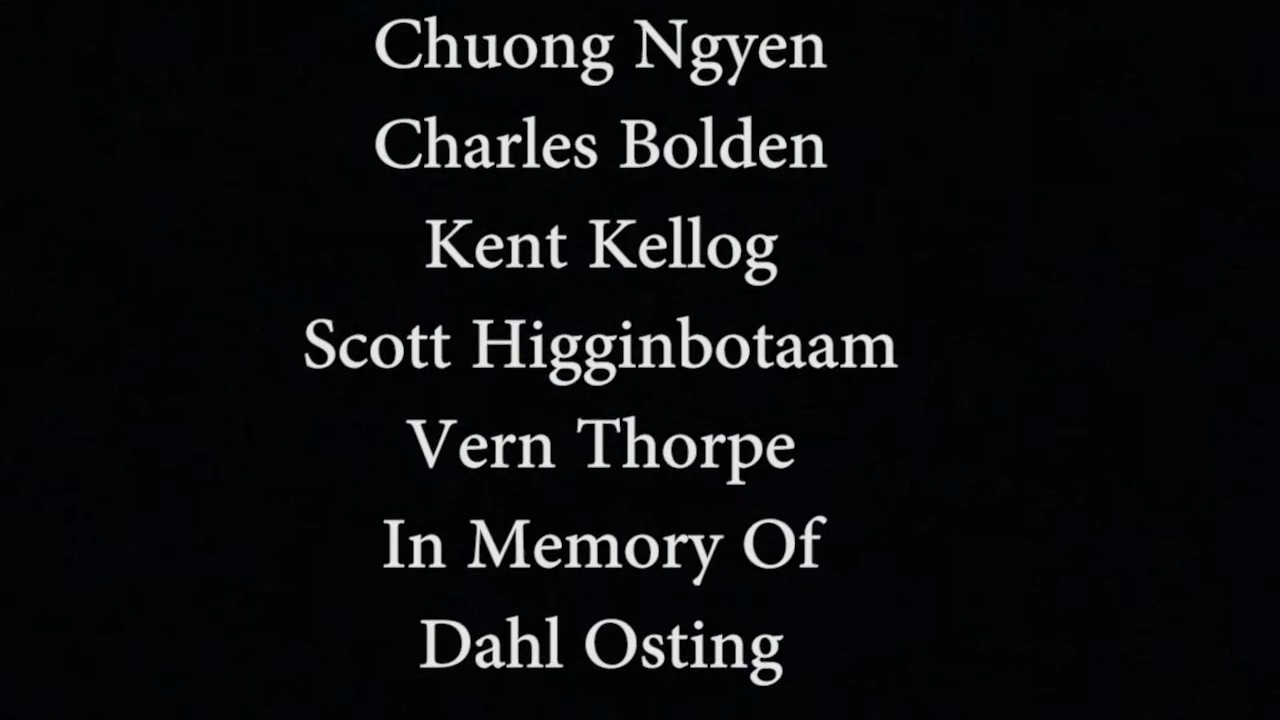 Chuong Ngyen
Charles Bolden
Kent Kellog
Scott Higginbotaam
Vern Thorpe
In Memory Of
Dahl Osting